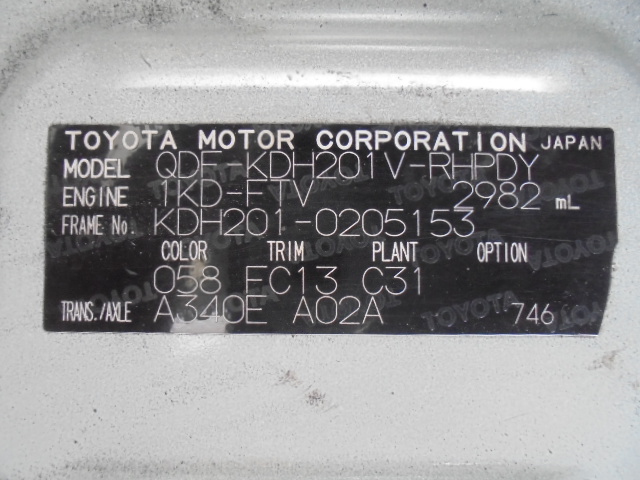 TOYOTA MOTOR CORPORATION JAPAN
MODEL QDF-KDH201V-RHPDY
ENGINE 1KD-FTV 2982 mL
FRAME No. KDH201-0205153
COLOR TRIM PLANT OPTION
058 FC13 C31
TRANS./AXLE A340E A02A 746